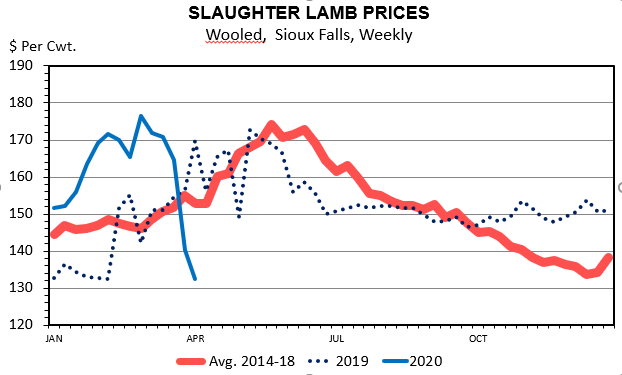 SLAUGHTER LAMB PRICES
Wooled, Sioux Falls, Weekly
$ Per Cwt.
190
180
170
160
150
140
130
120
JAN APR JUL OCT
Avg. 2014-18 2019 2020